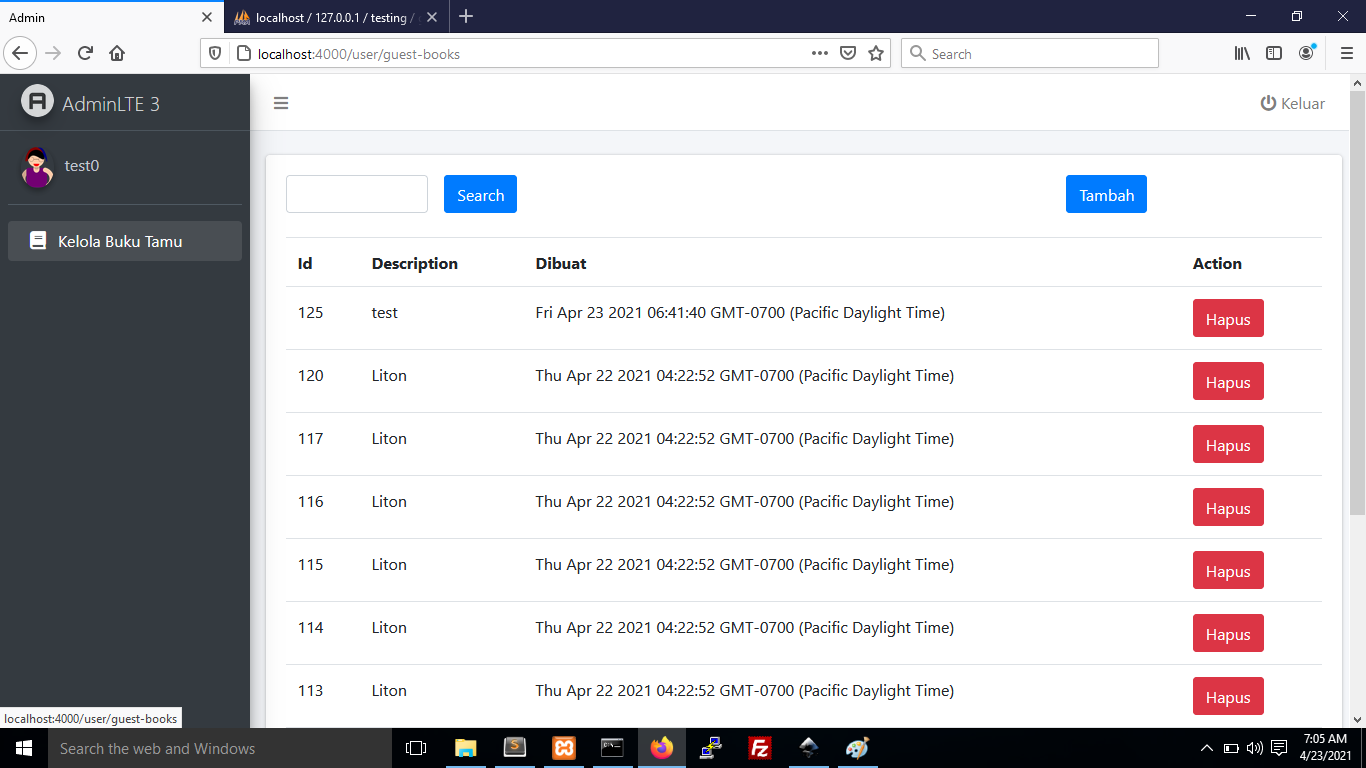 Admin
localhost / 127.0.0.1 / testing /
localhost:4000/user/guest-books
Search
AdminLTE 3
Keluar
test0
Kelola Buku Tamu
Search
Tambah
Id Description Dibuat Action
125 test Fri Apr 23 2021 06:41:40 GMT-0700 (Pacific Daylight Time) Hapus
120 Liton Thu Apr 22 2021 04:22:52 GMT-0700 (Pacific Daylight Time) Hapus
117 Liton Thu Apr 22 2021 04:22:52 GMT-0700 (Pacific Daylight Time) Hapus
116 Liton Thu Apr 22 2021 04:22:52 GMT-0700 (Pacific Daylight Time) Hapus
115 Liton Thu Apr 22 2021 04:22:52 GMT-0700 (Pacific Daylight Time) Hapus
114 Liton Thu Apr 22 2021 04:22:52 GMT-0700 (Pacific Daylight Time) Hapus
113 Liton Thu Apr 22 2021 04:22:52 GMT-0700 (Pacific Daylight Time) Hapus
localhost:4000/user/guest-books
Search the web and Windows
7:05 AM
4/23/2021